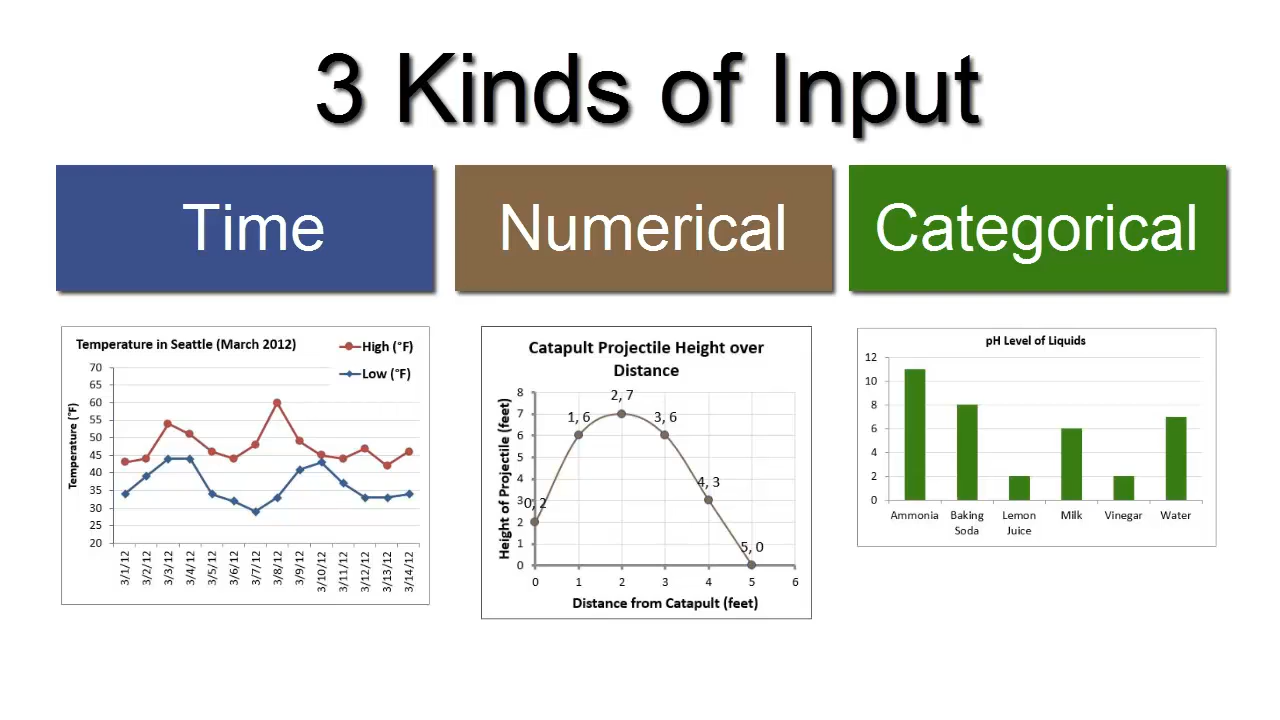 3 Kinds of Input
Time
Numerical
Categorical
Temperature in Seattle (March 2012)
High (°F)
Low (°F)
Temperature (°F)
70
65
60
55
50
45
40
35
30
25
20
3/1/12
3/2/12
3/3/12
3/4/12
3/5/12
3/6/12
3/7/12
3/8/12
3/9/12
3/10/12
3/11/12
3/12/12
3/13/12
3/14/12
Catapult Projectile Height over
Distance
Height of Projectile (feet)
8
7
6
5
4
3
2
1
0
0, 2
1, 6
2, 7
3, 6
4, 3
5, 0
0 1 2 3 4 5 6
Distance from Catapult (feet)
pH Level of Liquids
12
10
8
6
4
2
0
Ammonia
Baking
Soda
Lemon
Juice
Milk
Vinegar
Water